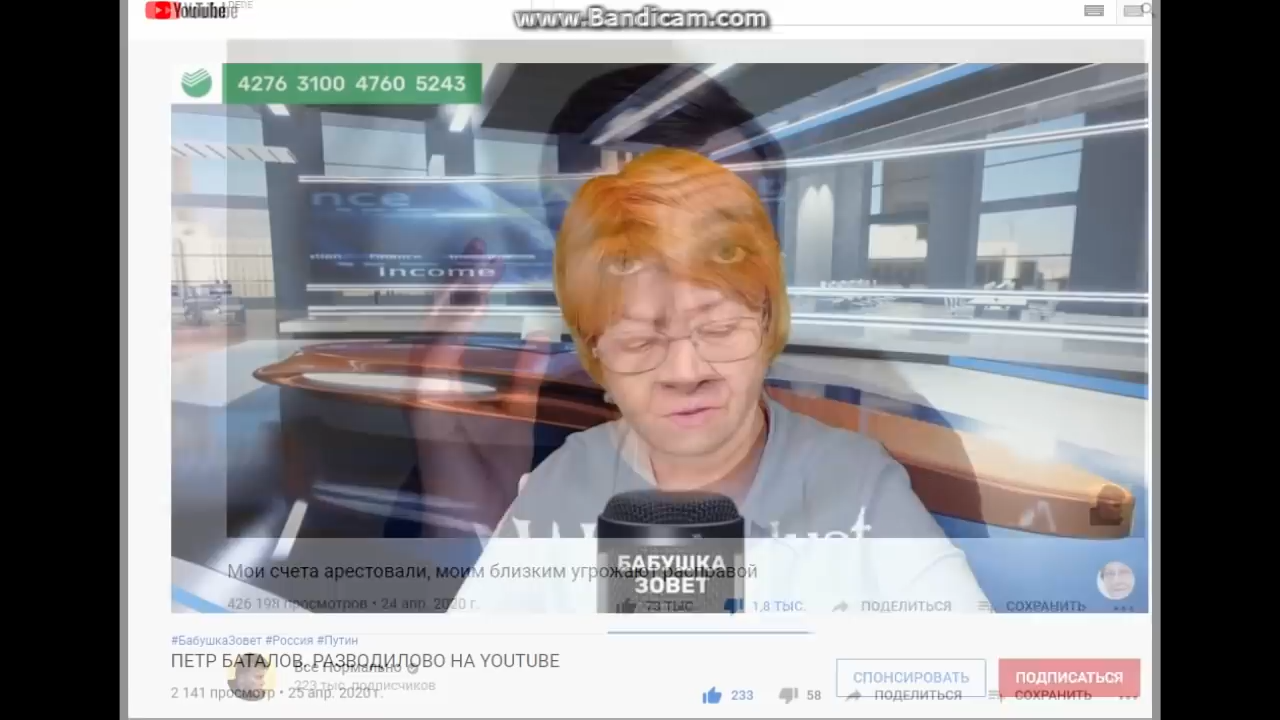 YouTube
www.Bandicam.com
4276 3100 4760 5243
nce
income
БАБУШКА
ЗОВЕТ
Мои счета арестовали, моим близким угрожают расправой
426 198 просмотров • 24 апр. 2020 г.
73 ТЫС.
1,8 ТЫС.
ПОДЕЛИТЬСЯ
СОХРАНИТЬ
#БабушкаЗовет #Россия #Путин
ПЕТР БАТАЛОВ. РАЗВОДИЛОВО НА YOUTUBE
Все Нормально
223 тыс. подписчиков
2 141 просмотр • 25 апр. 2020 г.
233
58
ПОДЕЛИТЬСЯ
СОХРАНИТЬ
СПОНСИРОВАТЬ
ПОДПИСАТЬСЯ